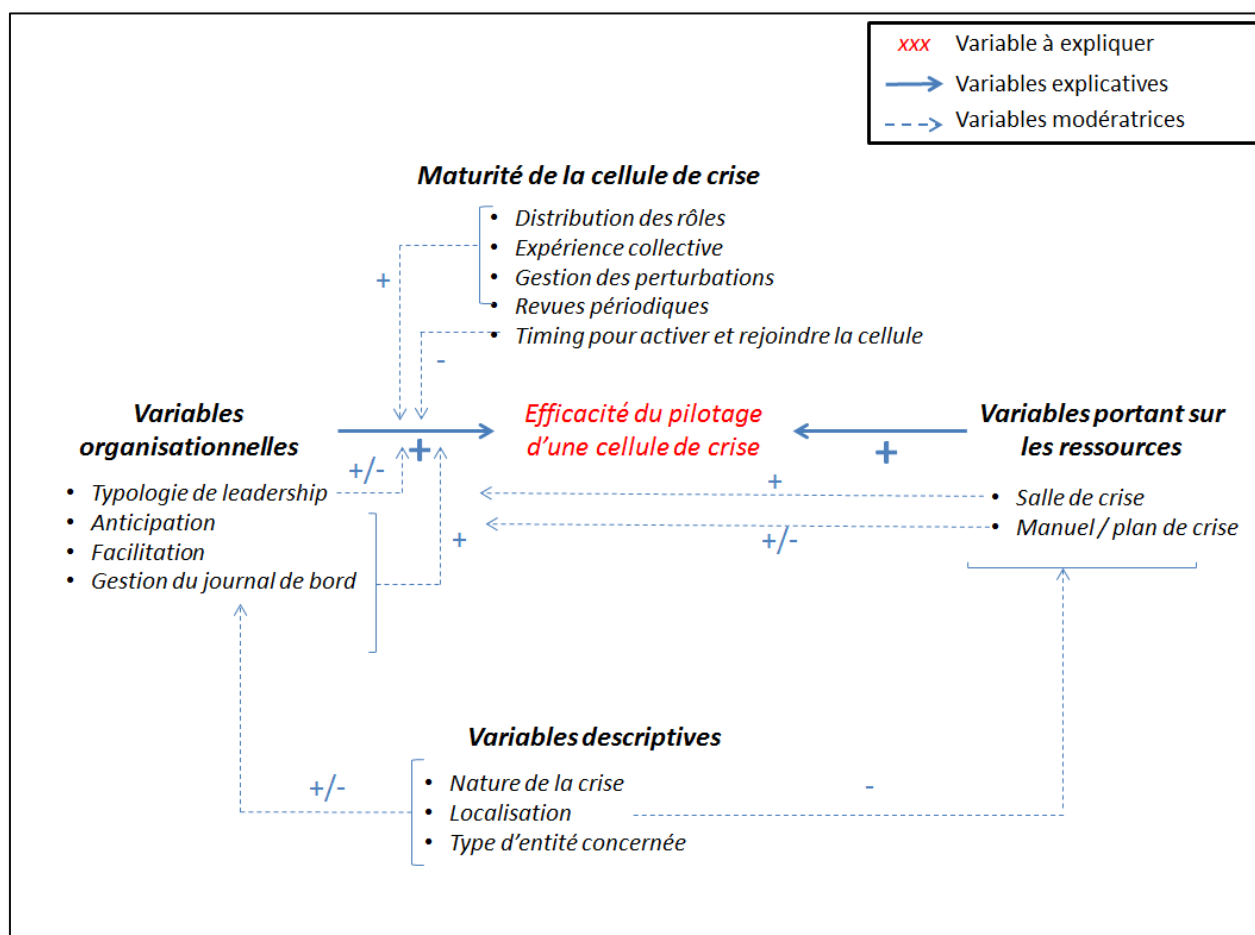 xxx Variable à expliquer
Variables explicatives
Variables modératrices
Maturité de la cellule de crise
• Distribution des rôles
• Expérience collective
• Gestion des perturbations
• Revues périodiques
• Timing pour activer et rejoindre la cellule
+
-
Variables
organisationnelles
+
+/-
Efficacité du pilotage
d'une cellule de crise
+
Variables portant sur
les ressources
• Typologie de leadership
• Anticipation
• Facilitation
• Gestion du journal de bord
+
+
+/-
• Salle de crise
• Manuel / plan de crise
Variables descriptives
+/-
• Nature de la crise
• Localisation
• Type d'entité concernée
-